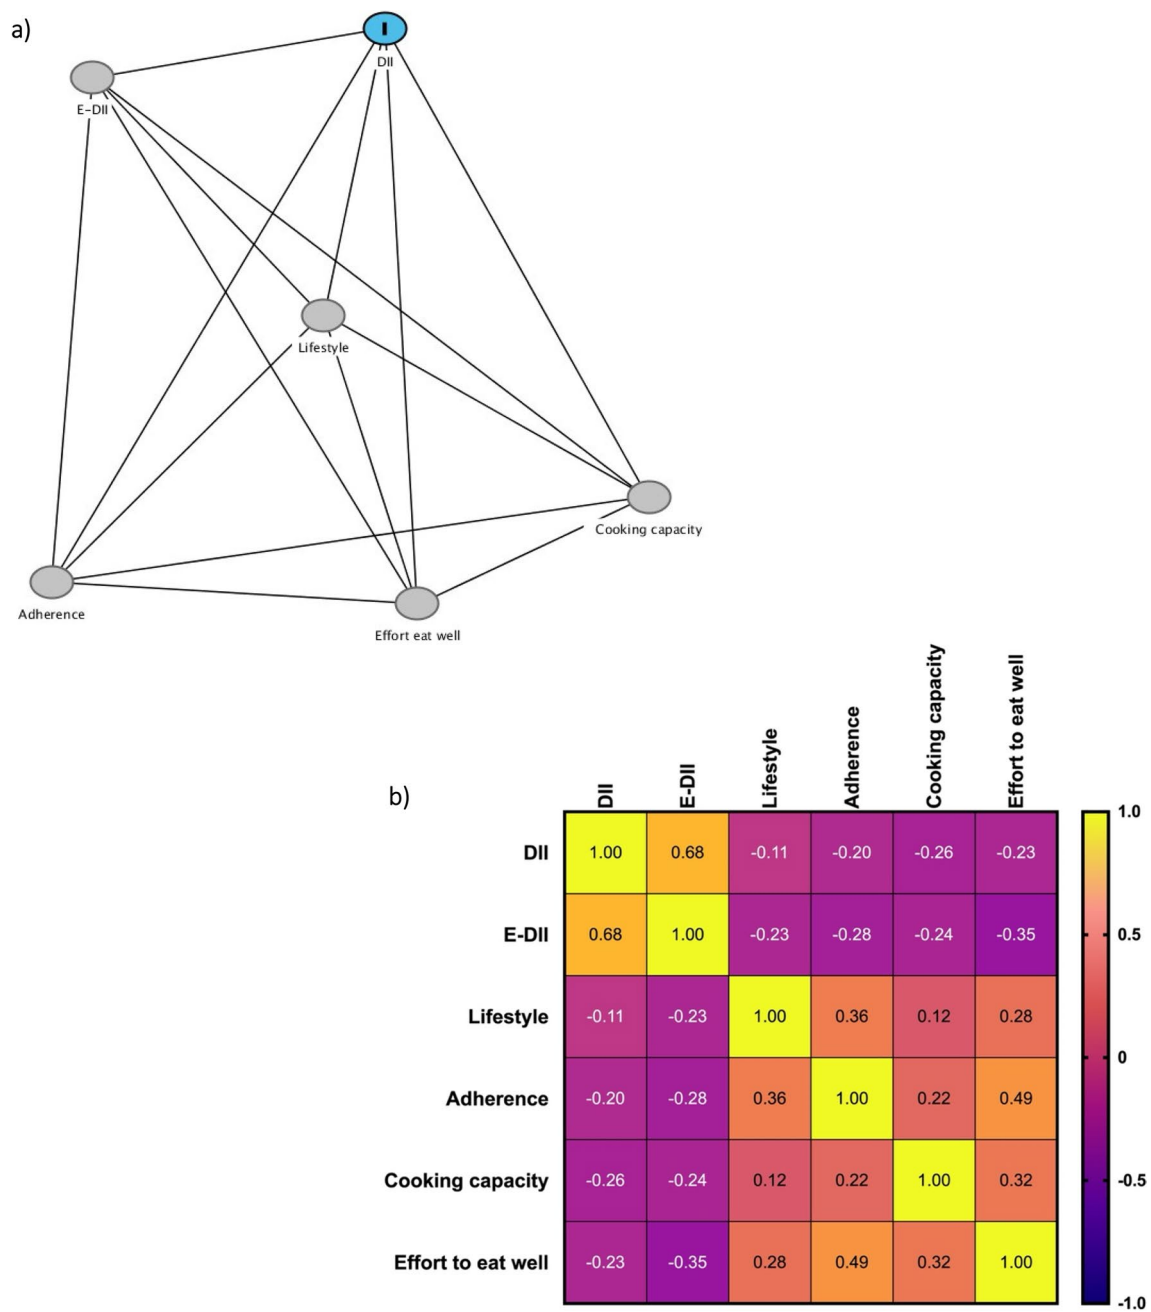 a)
I
DII
E-DII
Lifestyle
Cooking capacity
Adherence
Effort eat well
b)
DII E-DII Lifestyle Adherence Cooking capacity Effort to eat well
DII 1.00 0.68 -0.11 -0.20 -0.26 -0.23
E-DII 0.68 1.00 -0.23 -0.28 -0.24 -0.35
Lifestyle -0.11 -0.23 1.00 0.36 0.12 0.28
Adherence -0.20 -0.28 0.36 1.00 0.22 0.49
Cooking capacity -0.26 -0.24 0.12 0.22 1.00 0.32
Effort to eat well -0.23 -0.35 0.28 0.49 0.32 1.00
1.0
0.5
0
-0.5
-1.0